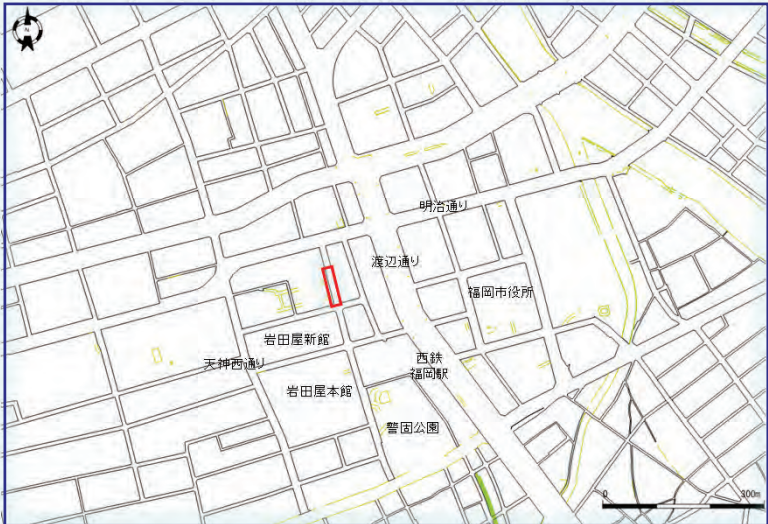 N
明治通り
渡辺通り
福岡市役所
岩田屋新館
天神西通り
西鉄
福岡駅
岩田屋本館
警固公園
0 300m